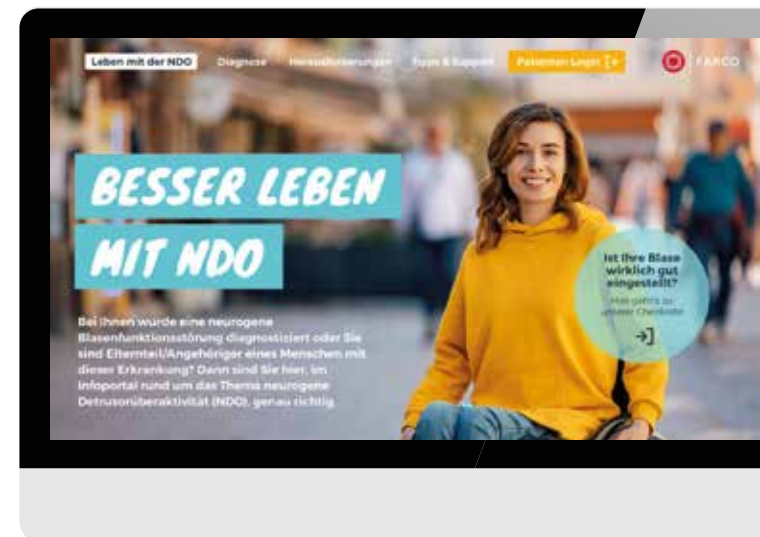 Leben mit der NDO Diagnose Herausforderungen Tipps & Support Patienten Login FARCO
BESSER LEBEN
MIT NDO
Bei Ihnen wurde eine neurogene
Blasenfunktionsstörung diagnostiziert oder Sie
sind Elternteil/Angehöriger eines Menschen mit
dieser Erkrankung? Dann sind Sie hier, im
Infoportal rund um das Thema neurogene
Detrusorüberaktivität (NDO), genau richtig.
Ist Ihre Blase
wirklich gut
eingestellt?
Hier geht's zu
unserer Checkliste